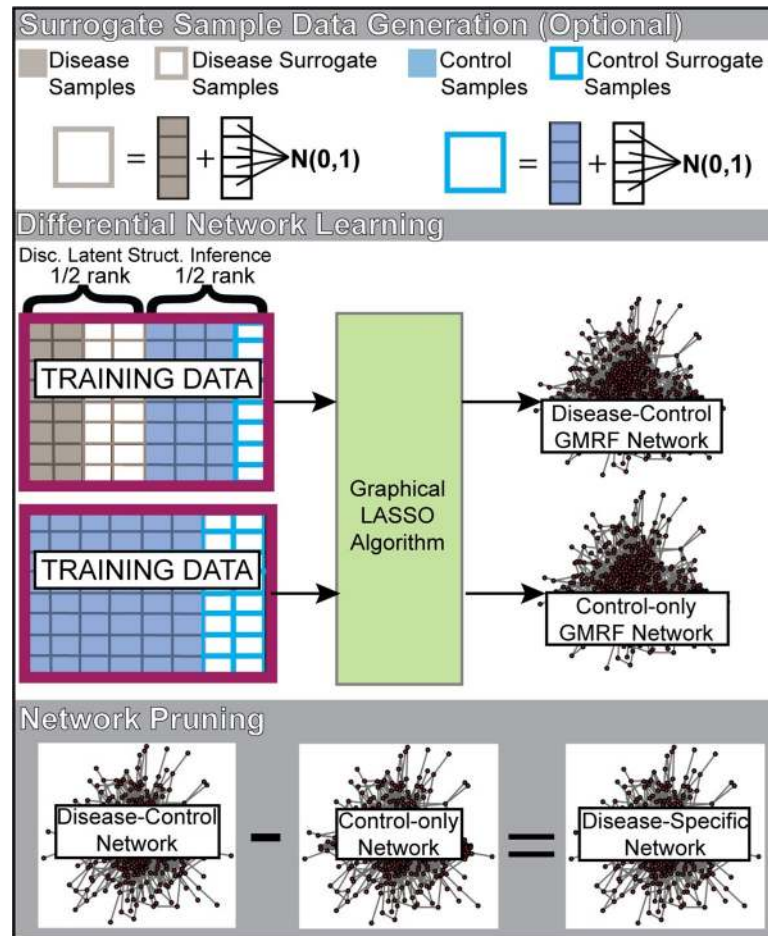 Surrogate Sample Data Generation (Optional)
Disease Samples
Disease Surrogate Samples
Control Samples
Control Surrogate Samples
= + N(0,1)
= + N(0,1)
Differential Network Learning
Disc. Latent Struct. Inference
1/2 rank 1/2 rank
TRAINING DATA
TRAINING DATA
Graphical
LASSO
Algorithm
Disease-Control
GMRF Network
Control-only
GMRF Network
Network Pruning
Disease-Control
Network
-
Control-only
Network
=
Disease-Specific
Network